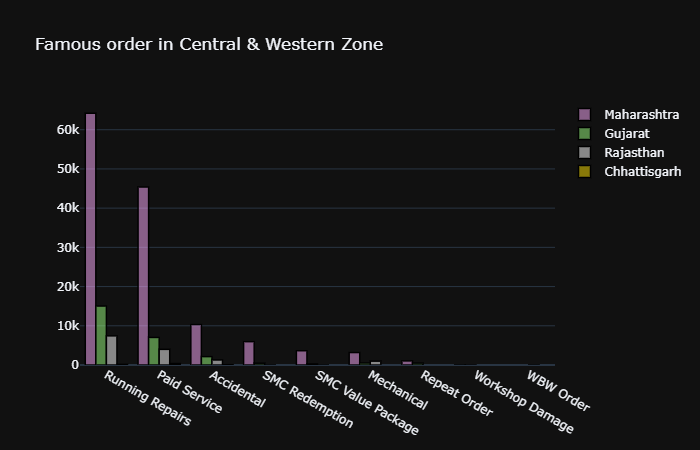 Famous order in Central & Western Zone
Maharashtra
Gujarat
Rajasthan
Chhattisgarh
60k
50k
40k
30k
20k
10k
0
Running Repairs
Paid Service
Accidental
SMC Redemption
SMC Value Package
Mechanical
Repeat Order
Workshop Damage
WBW Order